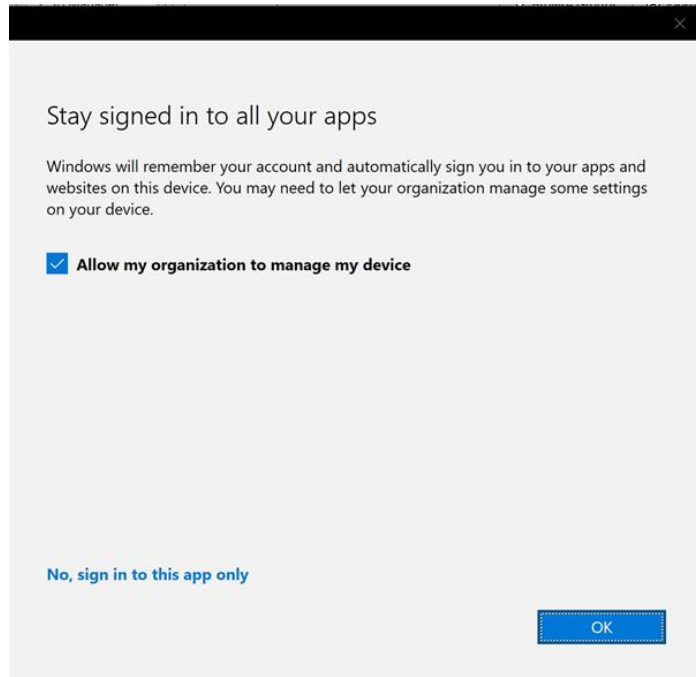 Stay signed in to all your apps
Windows will remember your account and automatically sign you in to your apps and
websites on this device. You may need to let your organization manage some settings
on your device.
Allow my organization to manage my device
No, sign in to this app only
OK